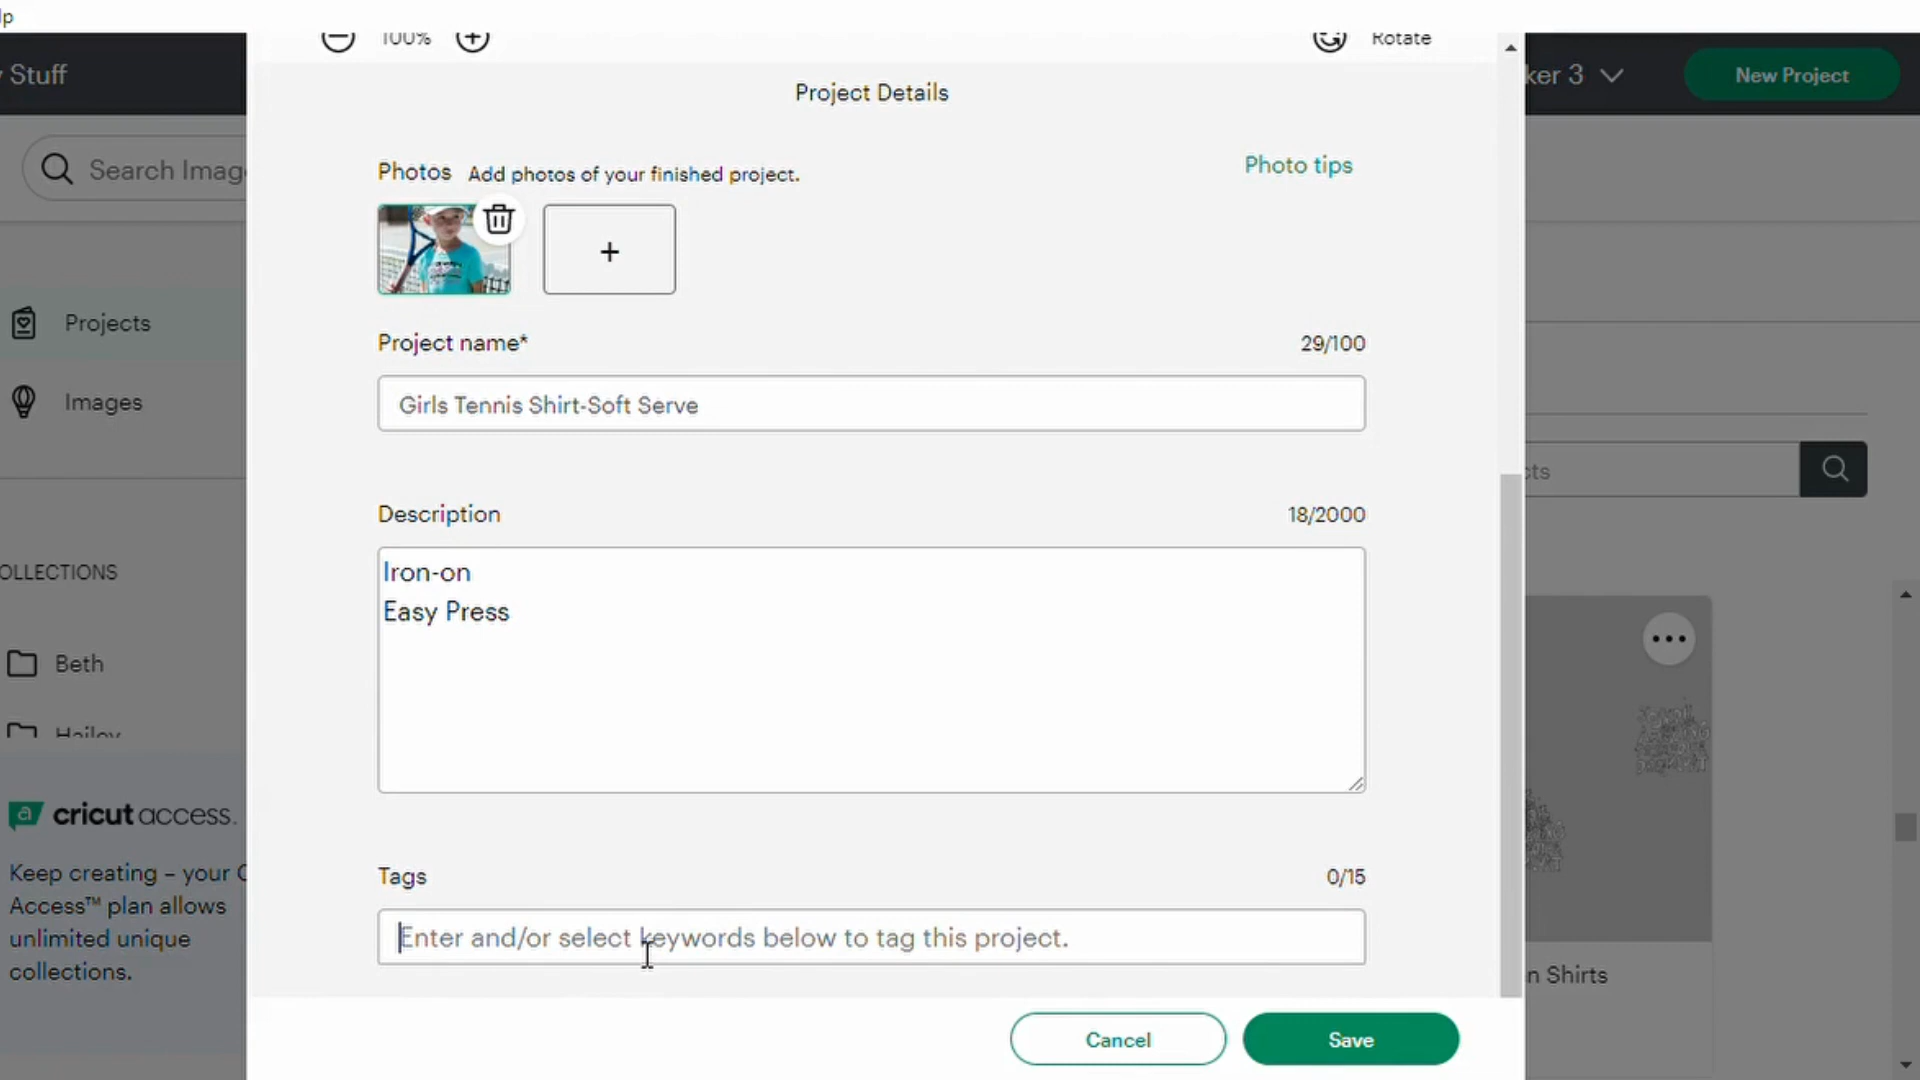 lp
100%
Rotate
y Stuff
ker 3
New Project
Project Details
Search Imag
Photos Add photos of your finished project.
Photo tips
Projects
Images
Project name*
29/100
Girls Tennis Shirt-Soft Serve
cts
Description
18/2000
Iron-on
Easy Press
OLLECTIONS
Beth
Hailey
Tags
0/15
Enter and/or select keywords below to tag this project.
a cricut access.
Keep creating – your C
Access™ plan allows
unlimited unique
collections.
n Shirts
Cancel
Save